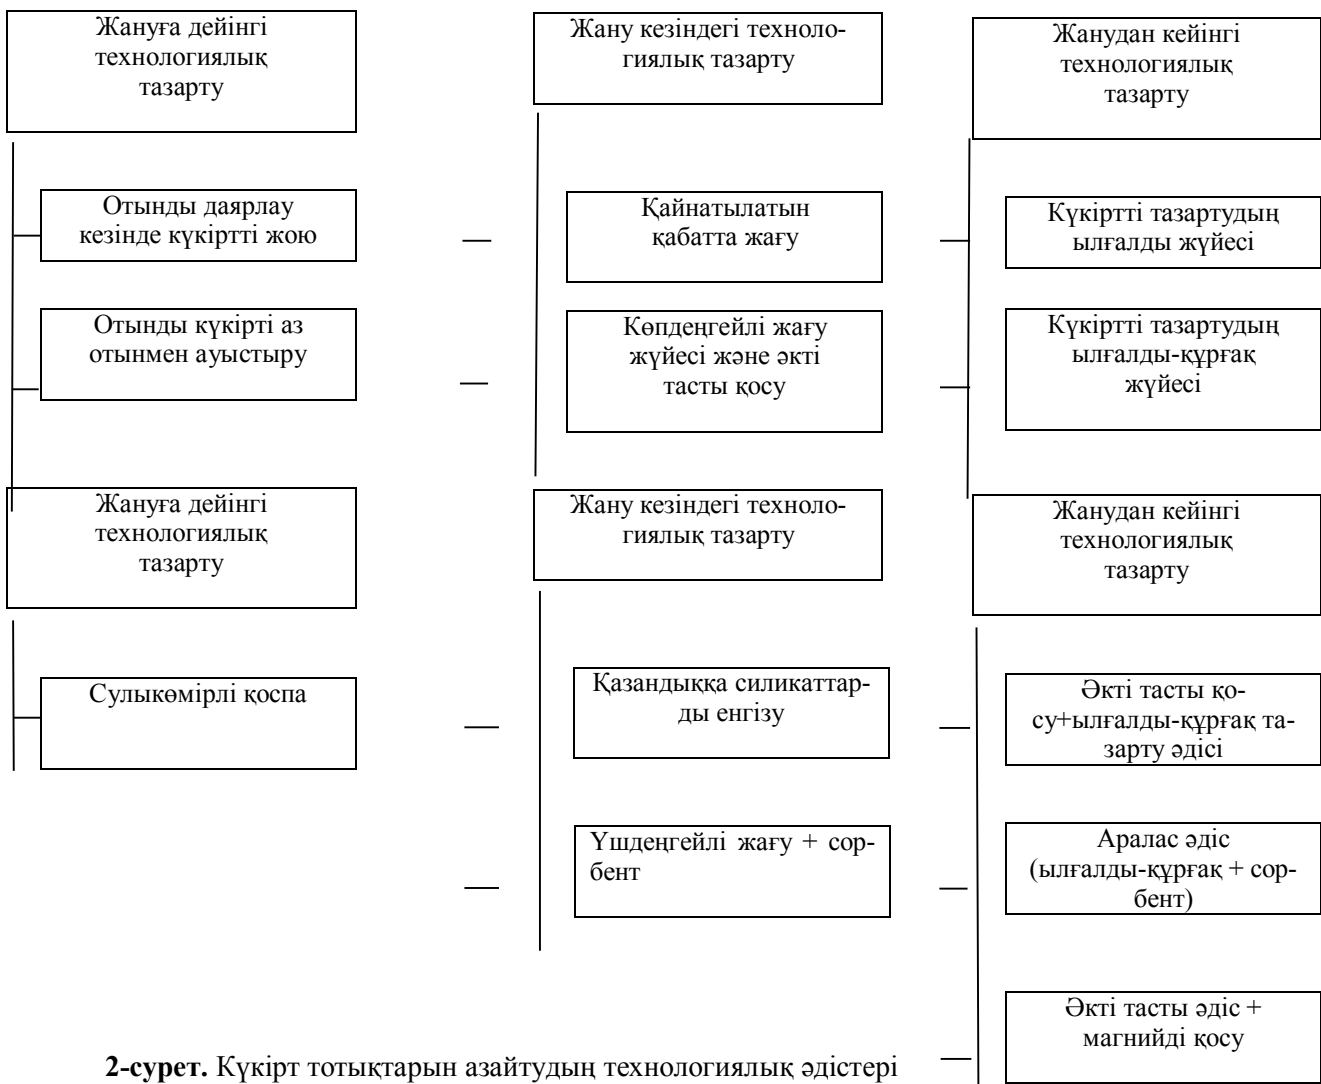 Жануға дейінгі
технологиялық
тазарту
Жану кезіндегі техноло-
гиялық тазарту
Жанудан кейінгі
технологиялық
тазарту
Отынды даярлау
кезінде күкіртті жою
Қайнатылатын
қабатта жағу
Күкіртті тазартудың
ылғалды жүйесі
Отынды күкірті аз
отынмен ауыстыру
Көпдеңгейлі жағу
жүйесі және әкті
тасты қосу
Күкіртті тазартудың
ылғалды-құрғақ
жүйесі
Жануға дейінгі
технологиялық
тазарту
Жану кезіндегі техноло-
гиялық тазарту
Жанудан кейінгі
технологиялық
тазарту
Сулыкөмірлі қоспа
Қазандыққа силикаттар-
ды енгізу
Әкті тасты қо-
су+ылғалды-құрғақ та-
зарту әдісі
Үшдеңгейлі жағу + сор-
бент
Аралас әдіс
(ылғалды-құрғақ + сор-
бент)
Әкті тасты әдіс +
магнийді қосу
2-сурет. Күкірт тотықтарын азайтудың технологиялық әдістері